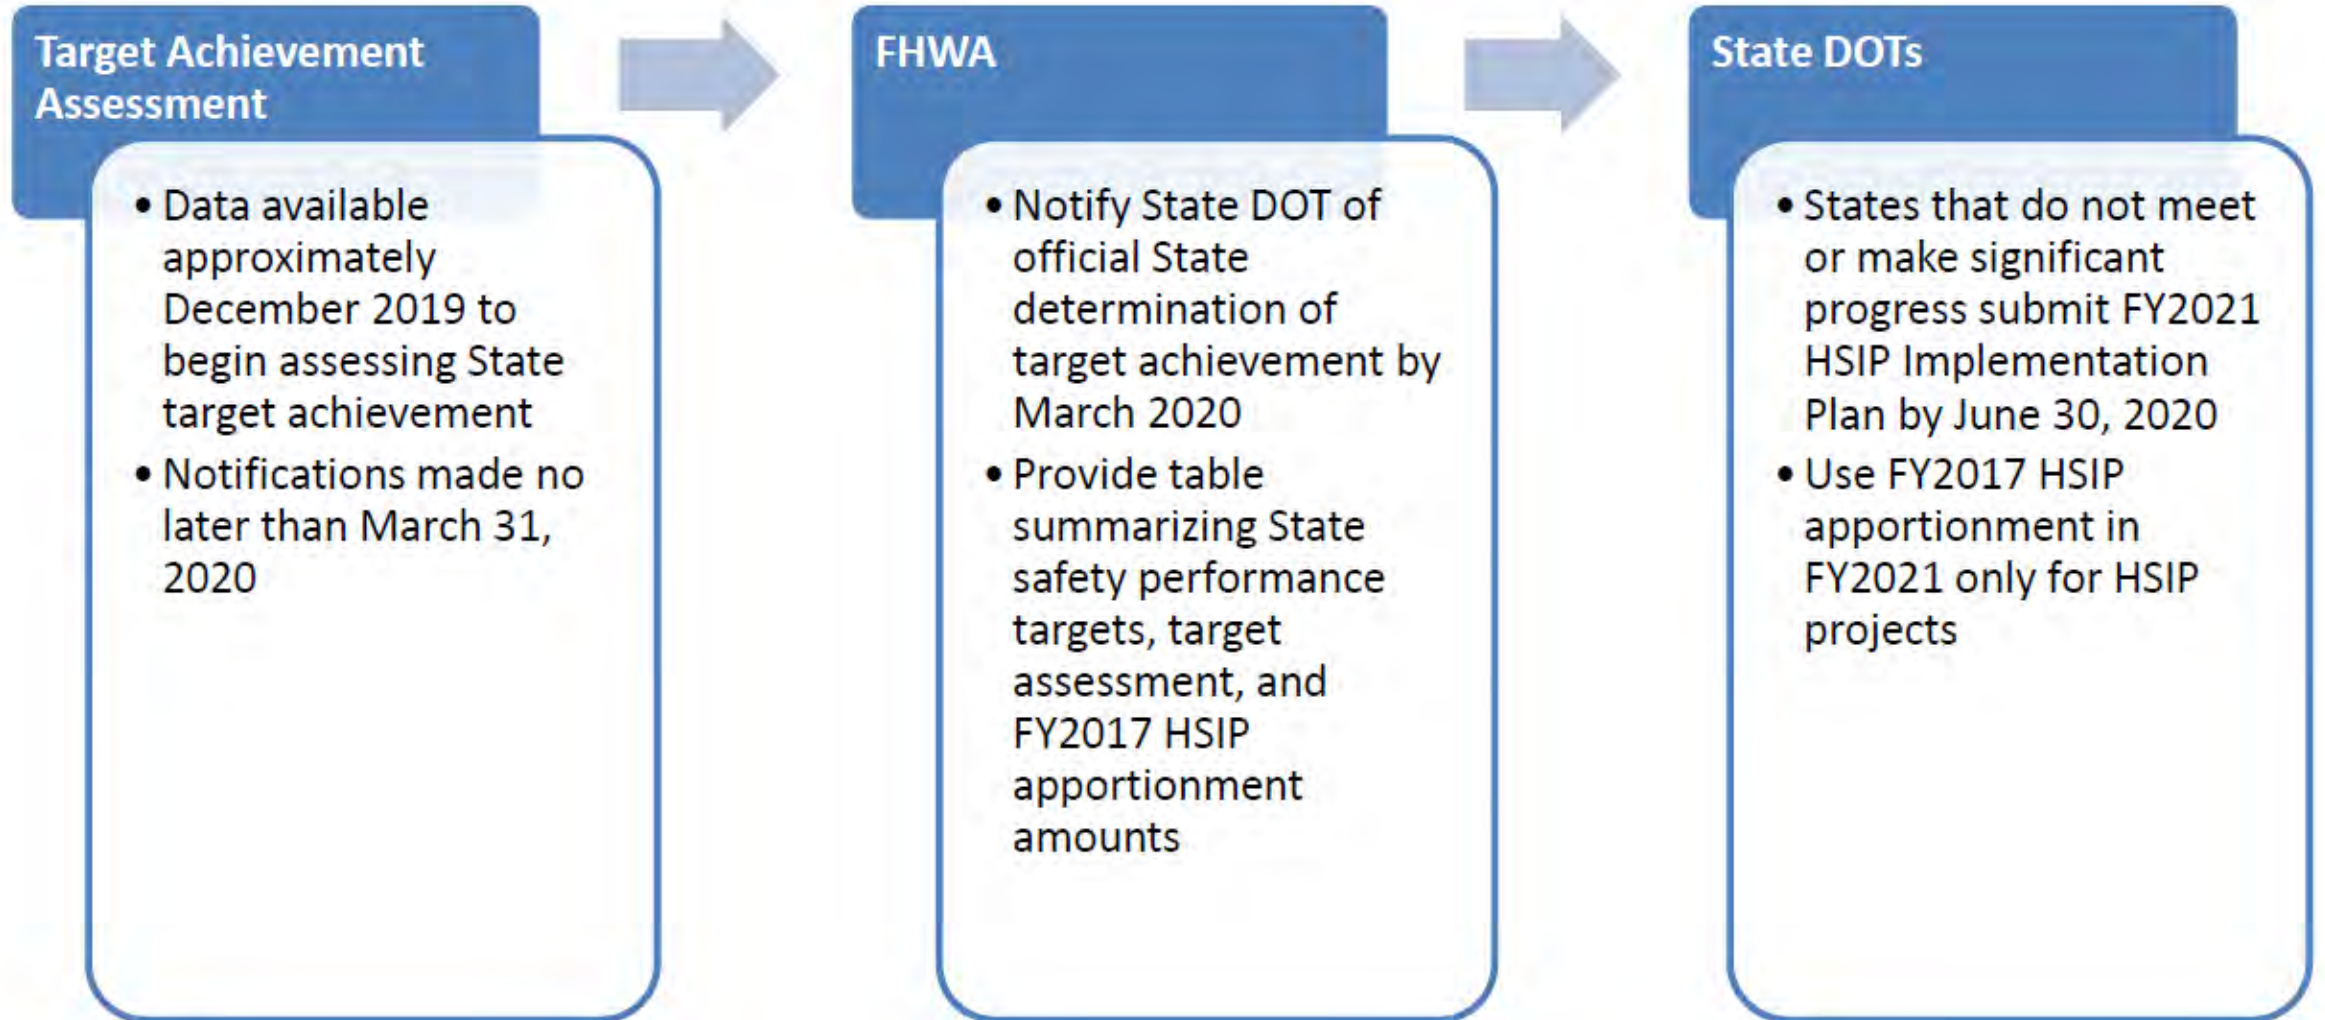 Target Achievement
Assessment
• Data available
approximately
December 2019 to
begin assessing State
target achievement
• Notifications made no
later than March 31,
2020
FHWA
• Notify State DOT of
official State
determination of
target achievement by
March 2020
• Provide table
summarizing State
safety performance
targets, target
assessment, and
FY2017 HSIP
apportionment
amounts
State DOTs
• States that do not meet
or make significant
progress submit FY2021
HSIP Implementation
Plan by June 30, 2020
• Use FY2017 HSIP
apportionment in
FY2021 only for HSIP
projects